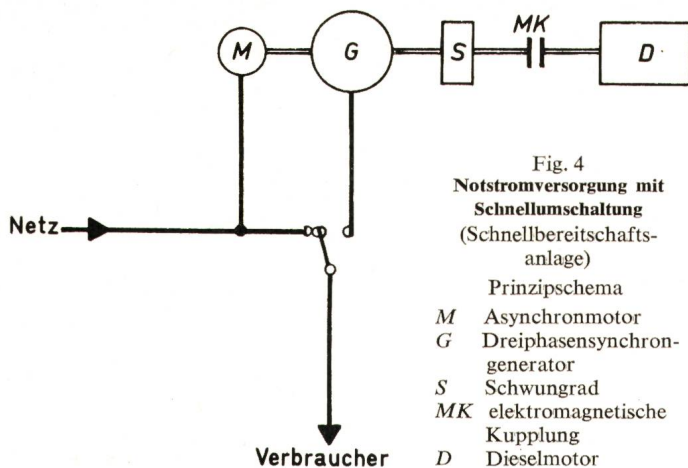 MK
M G S D
Netz
Verbraucher
Fig. 4
Notstromversorgung mit
Schnellumschaltung
(Schnellbereitschafts-
anlage)
Prinzipschema
M Asynchronmotor
G Dreiphasensynchron-
generator
S Schwungrad
MK elektromagnetische
Kupplung
D Dieselmotor